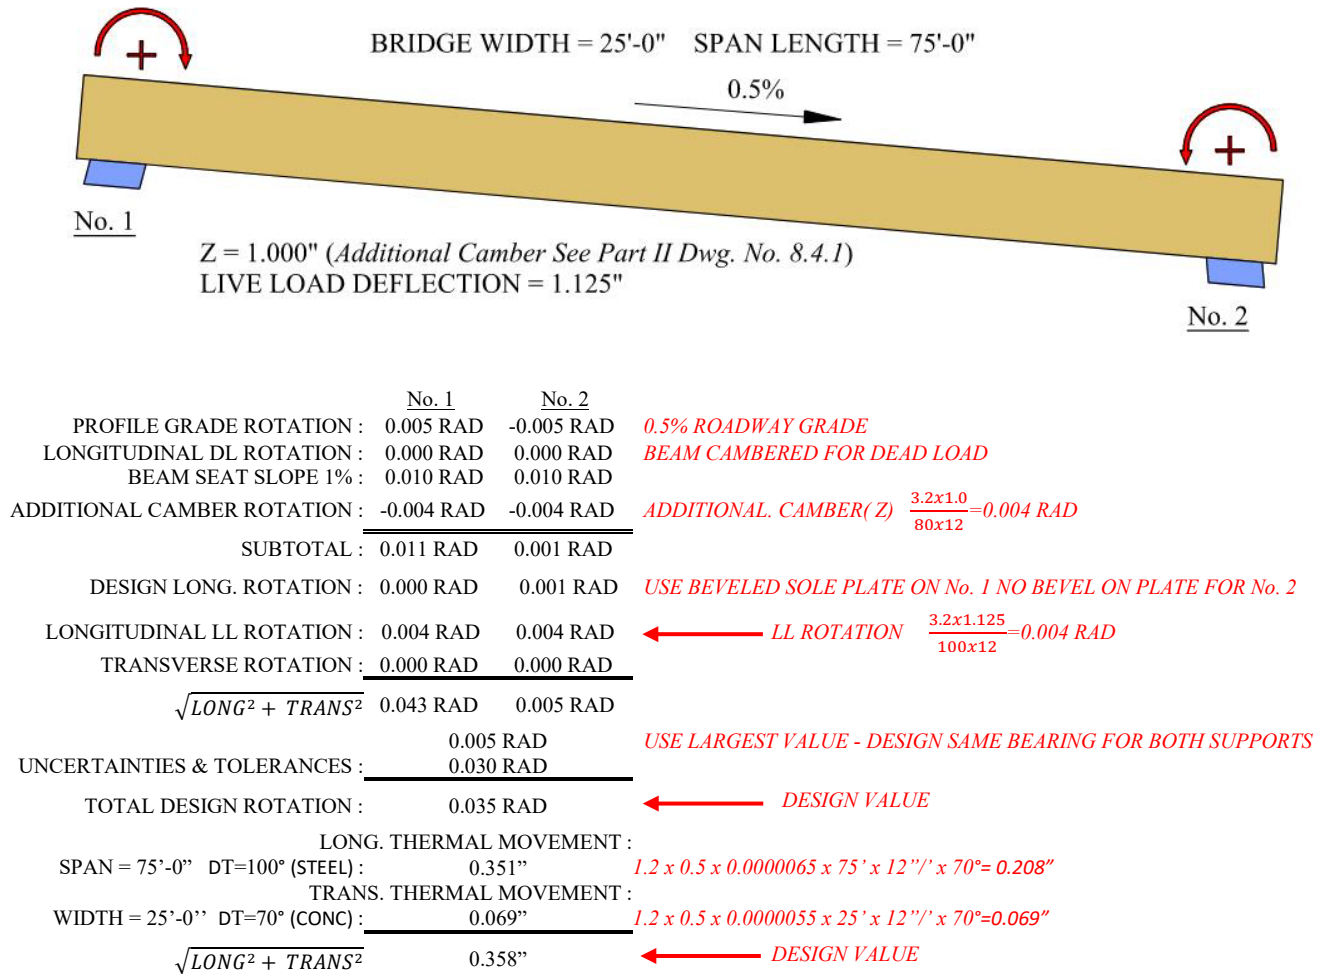 BRIDGE WIDTH = 25'-0" SPAN LENGTH = 75'-0"
0.5%
No. 1
Z = 1.000" (Additional Camber See Part II Dwg. No. 8.4.1)
LIVE LOAD DEFLECTION = 1.125"
No. 2
No. 1 No. 2
PROFILE GRADE ROTATION : 0.005 RAD -0.005 RAD 0.5% ROADWAY GRADE
LONGITUDINAL DL ROTATION : 0.000 RAD 0.000 RAD BEAM CAMBERED FOR DEAD LOAD
BEAM SEAT SLOPE 1% : 0.010 RAD 0.010 RAD
ADDITIONAL CAMBER ROTATION : -0.004 RAD -0.004 RAD ADDITIONAL. CAMBER( Z) 3.2x1.0/80x12=0.004 RAD
SUBTOTAL : 0.011 RAD 0.001 RAD
DESIGN LONG. ROTATION : 0.000 RAD 0.001 RAD USE BEVELED SOLE PLATE ON No. 1 NO BEVEL ON PLATE FOR No. 2
LONGITUDINAL LL ROTATION : 0.004 RAD 0.004 RAD LL ROTATION 3.2x1.125/100x12=0.004 RAD
TRANSVERSE ROTATION : 0.000 RAD 0.000 RAD
√LONG² + TRANS² 0.043 RAD 0.005 RAD
0.005 RAD USE LARGEST VALUE - DESIGN SAME BEARING FOR BOTH SUPPORTS
UNCERTAINTIES & TOLERANCES : 0.030 RAD
TOTAL DESIGN ROTATION : 0.035 RAD DESIGN VALUE
LONG. THERMAL MOVEMENT :
SPAN = 75'-0” DT=100° (STEEL) : 0.351” 1.2 x 0.5 x 0.0000065 x 75’ x 12”/’ x 70°= 0.208”
TRANS. THERMAL MOVEMENT :
WIDTH = 25’-0’’ DT=70° (CONC) : 0.069” 1.2 x 0.5 x 0.0000055 x 25’ x 12”/’ x 70°=0.069”
√LONG² + TRANS² 0.358” DESIGN VALUE